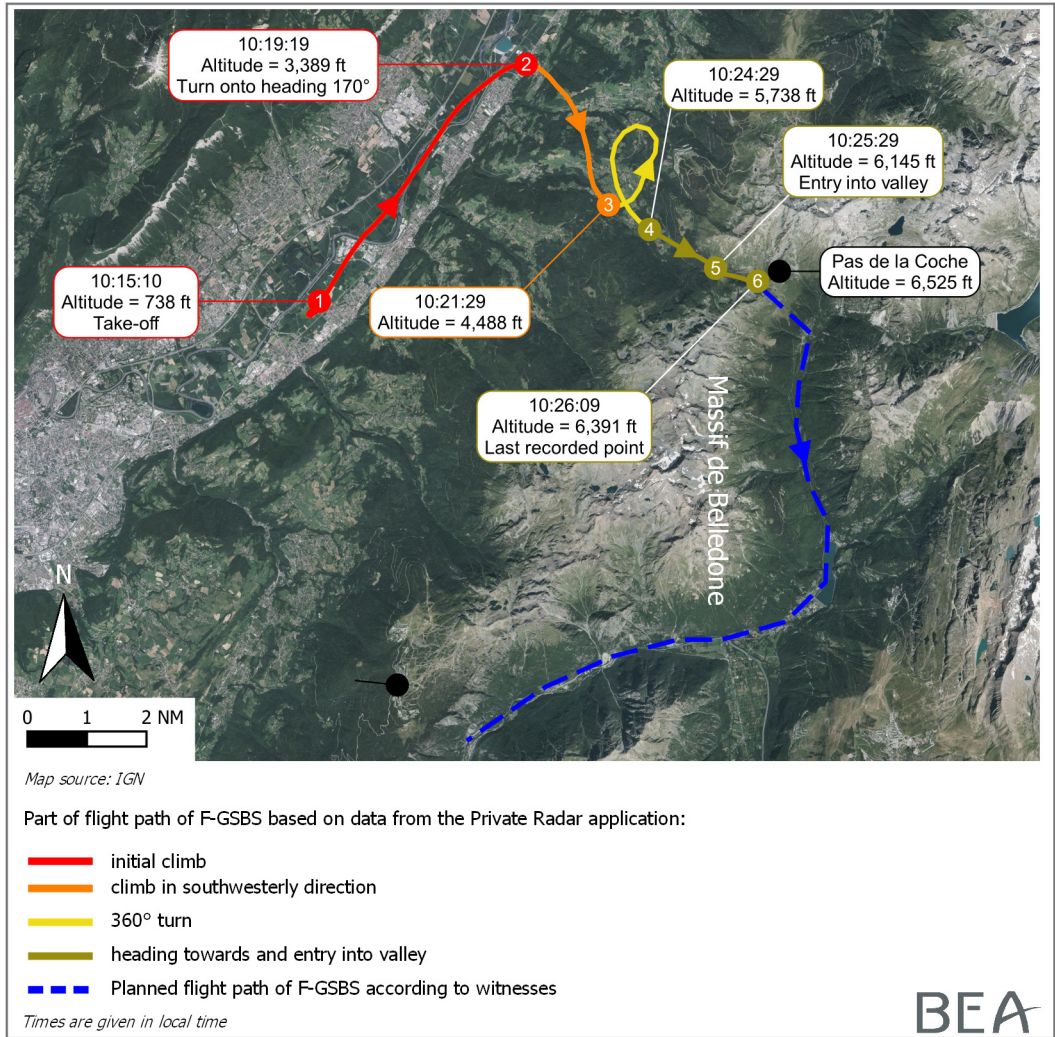 10:19:19
Altitude = 3,389 ft
Turn onto heading 170°
2
10:24:29
Altitude = 5,738 ft
10:25:29
Altitude = 6,145 ft
Entry into valley
3
4
5
6
Pas de la Coche
Altitude = 6,525 ft
10:15:10
Altitude = 738 ft
Take-off
1
10:21:29
Altitude = 4,488 ft
10:26:09
Altitude = 6,391 ft
Last recorded point
Massif de Belledone
N
0 1 2 NM
Map source: IGN
Part of flight path of F-GSBS based on data from the Private Radar application:
initial climb
climb in southwesterly direction
360° turn
heading towards and entry into valley
Planned flight path of F-GSBS according to witnesses
Times are given in local time
BEA